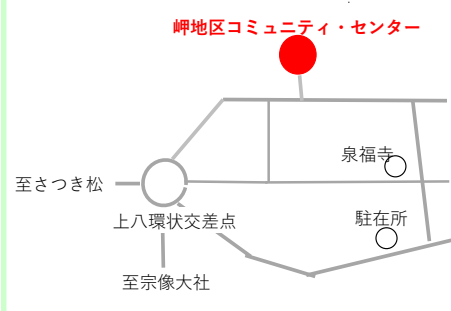 岬地区コミュニティ・センター
泉福寺
至さつき松
上八環状交差点
駐在所
至宗像大社